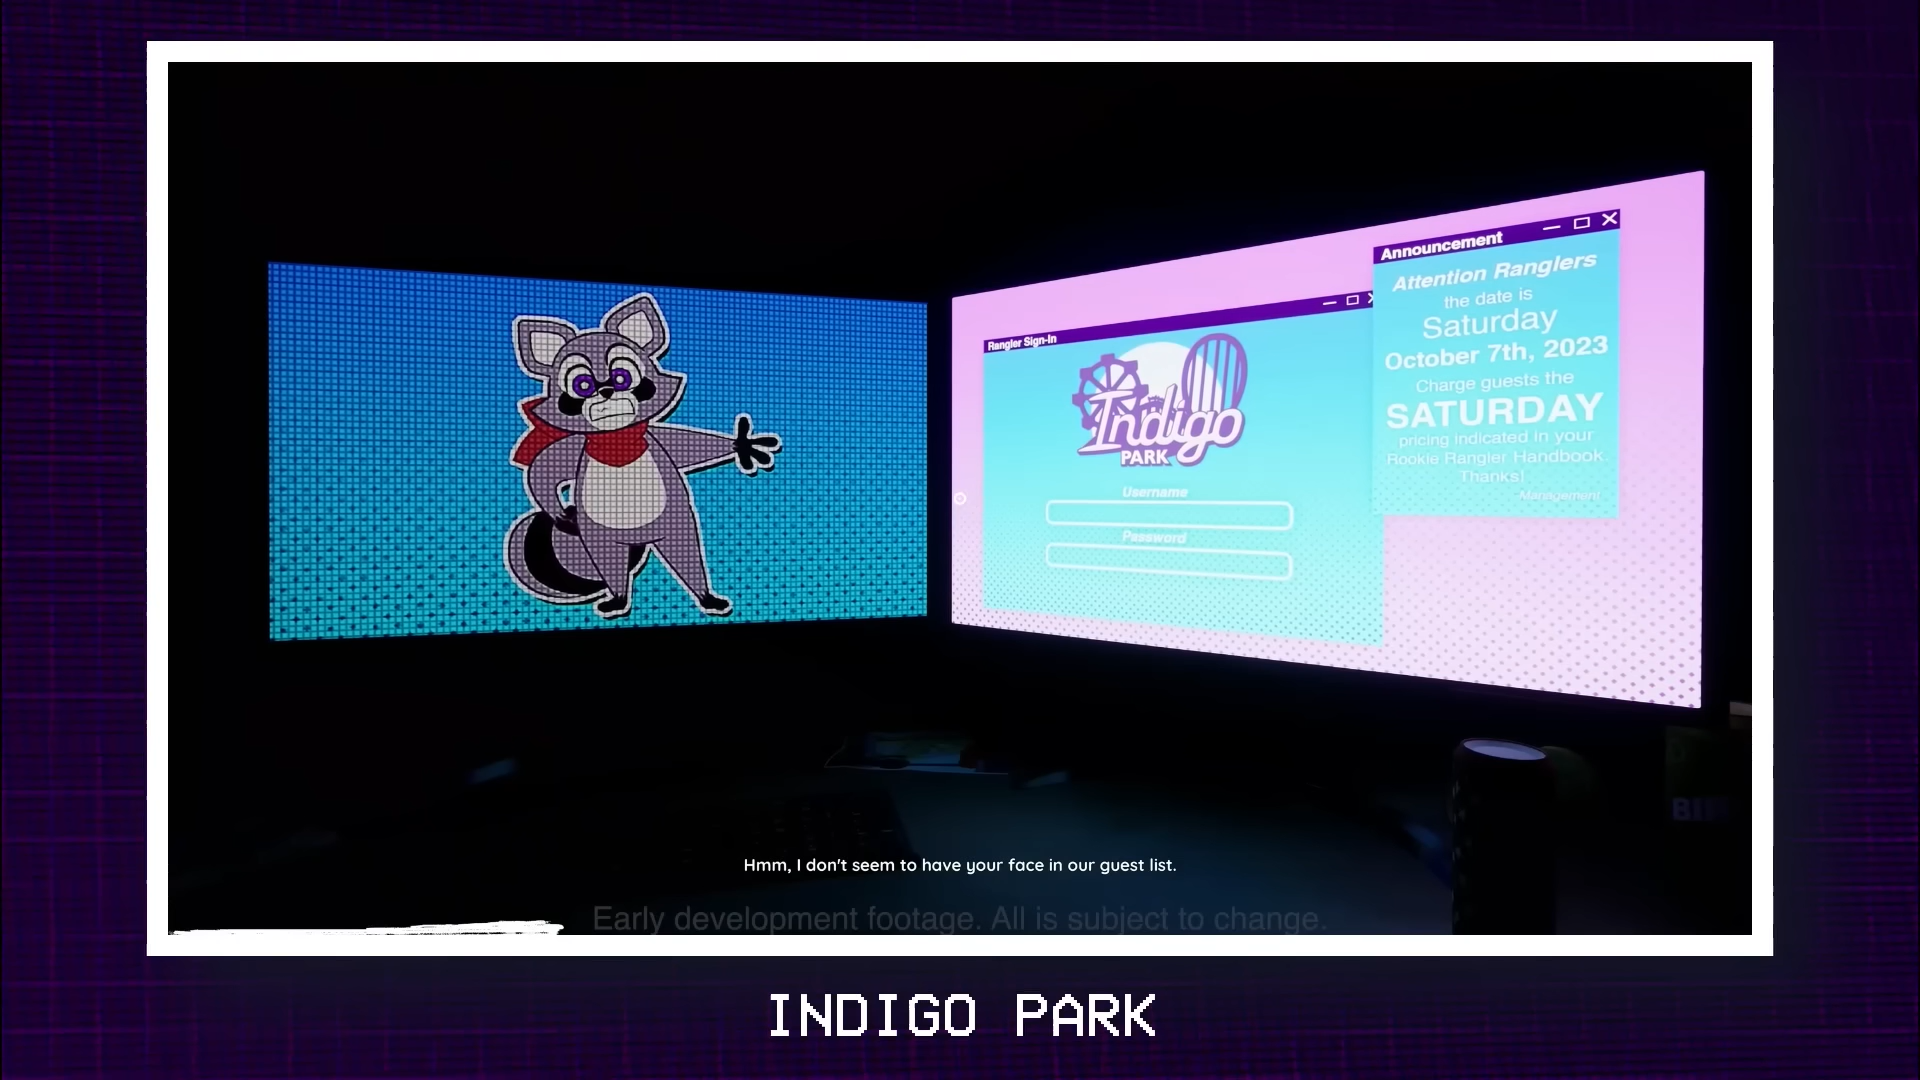 Rangler Sign-In
Indigo
PARK
Username
Password
Announcement
Attention Ranglers
the date is
Saturday
October 7th, 2023
Charge guests the
SATURDAY
pricing indicated in your
Rookie Rangler Handbook.
Thanks!
-Management
Hmm, I don't seem to have your face in our guest list.
Early development footage. All is subject to change.
INDIGO PARK